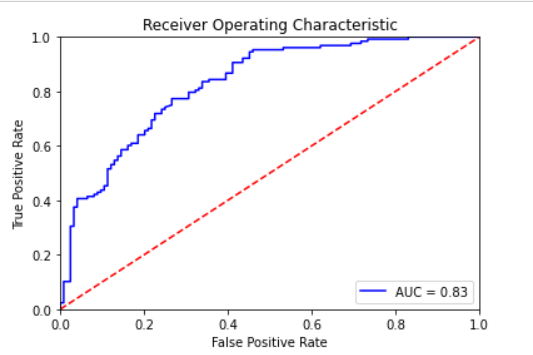 Receiver Operating Characteristic
1.0
0.8
0.6
0.4
0.2
0.0
True Positive Rate
AUC = 0.83
0.0 0.2 0.4 0.6 0.8 1.0
False Positive Rate